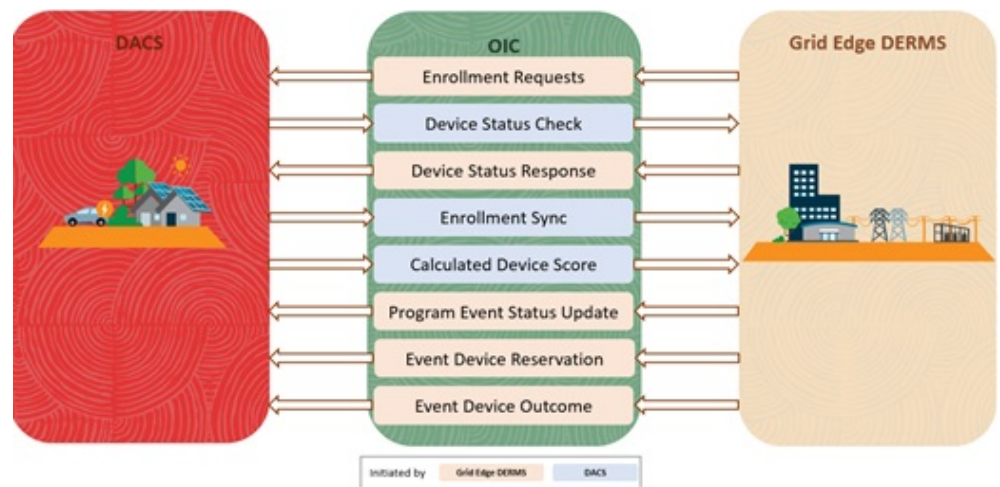 DACS
OIC
Grid Edge DERMS
Enrollment Requests
Device Status Check
Device Status Response
Enrollment Sync
Calculated Device Score
Program Event Status Update
Event Device Reservation
Event Device Outcome
Initiated by Grid Edge DERMS DACS